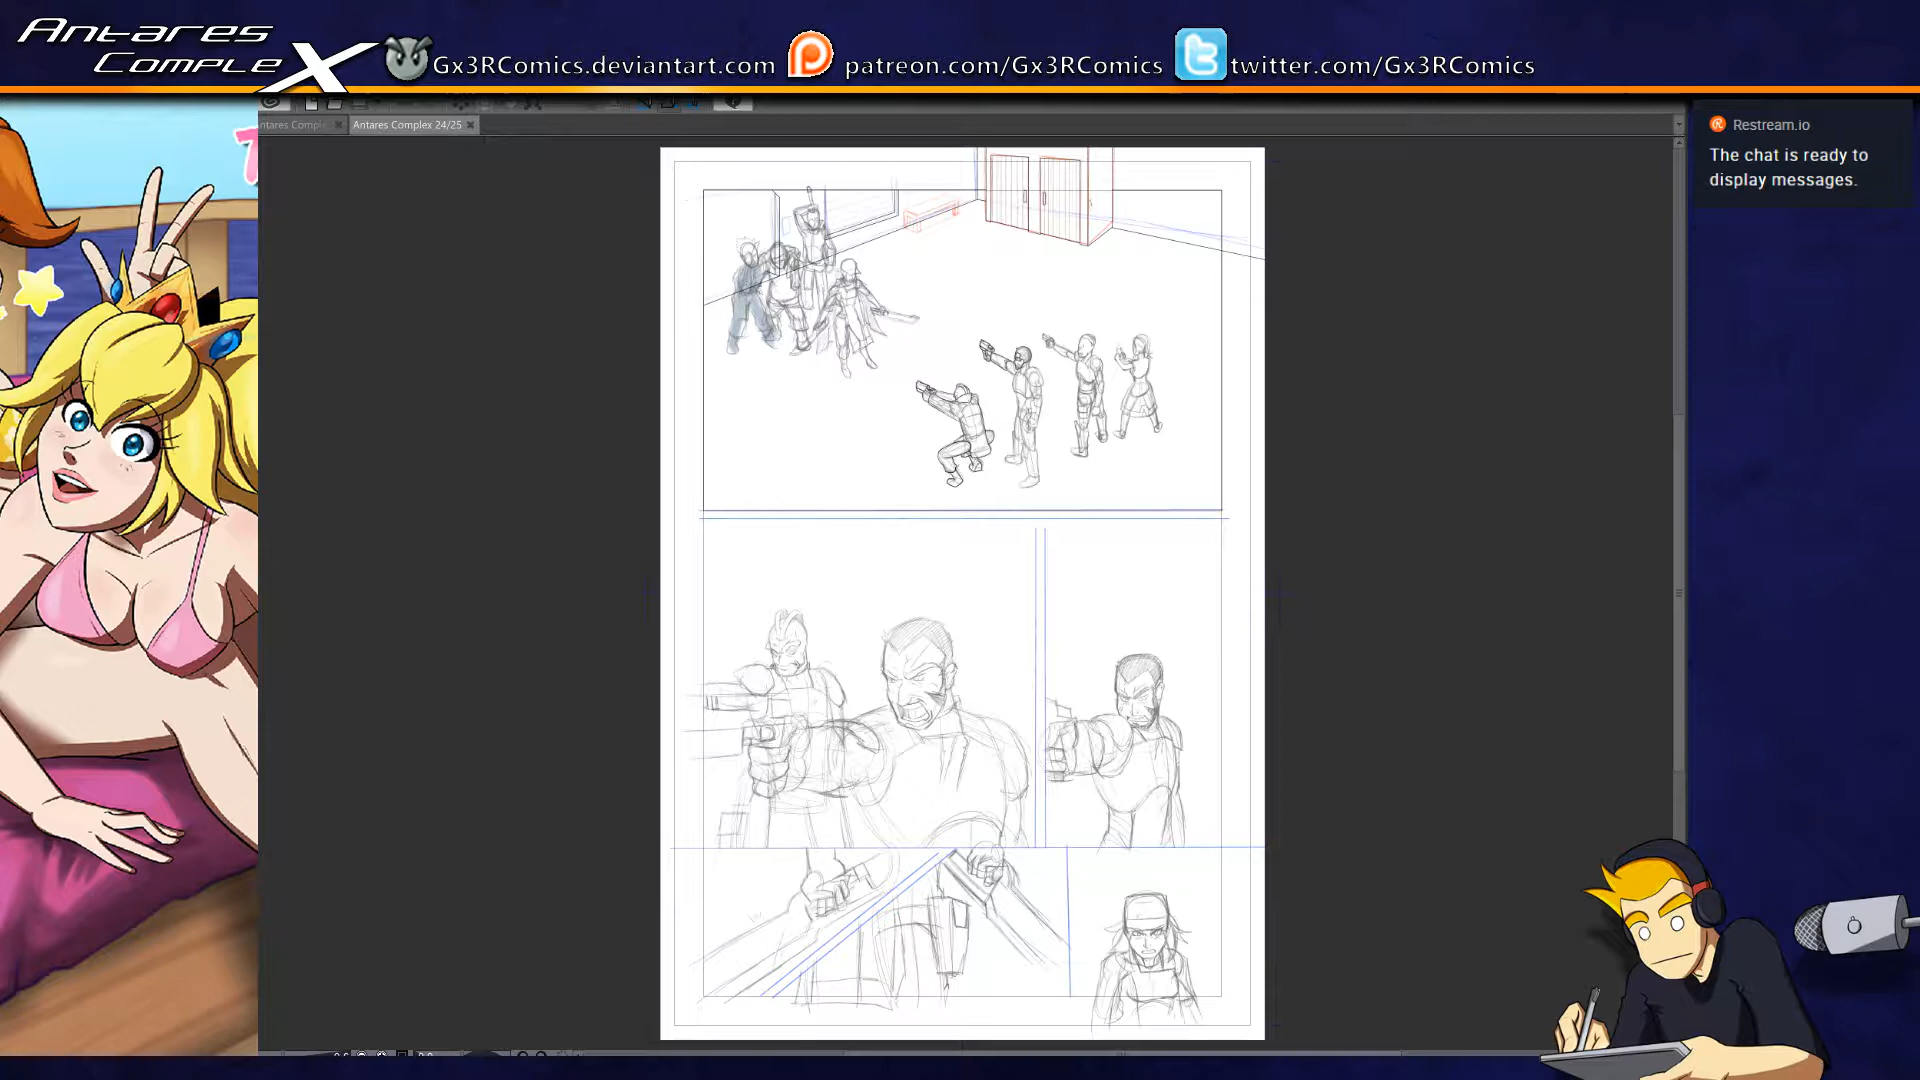 Antares
Complex
Gx3RComics.deviantart.com
patreon.com/Gx3RComics
twitter.com/Gx3RComics
Antares Complex 24/25
Restream.io
The chat is ready to
display messages.